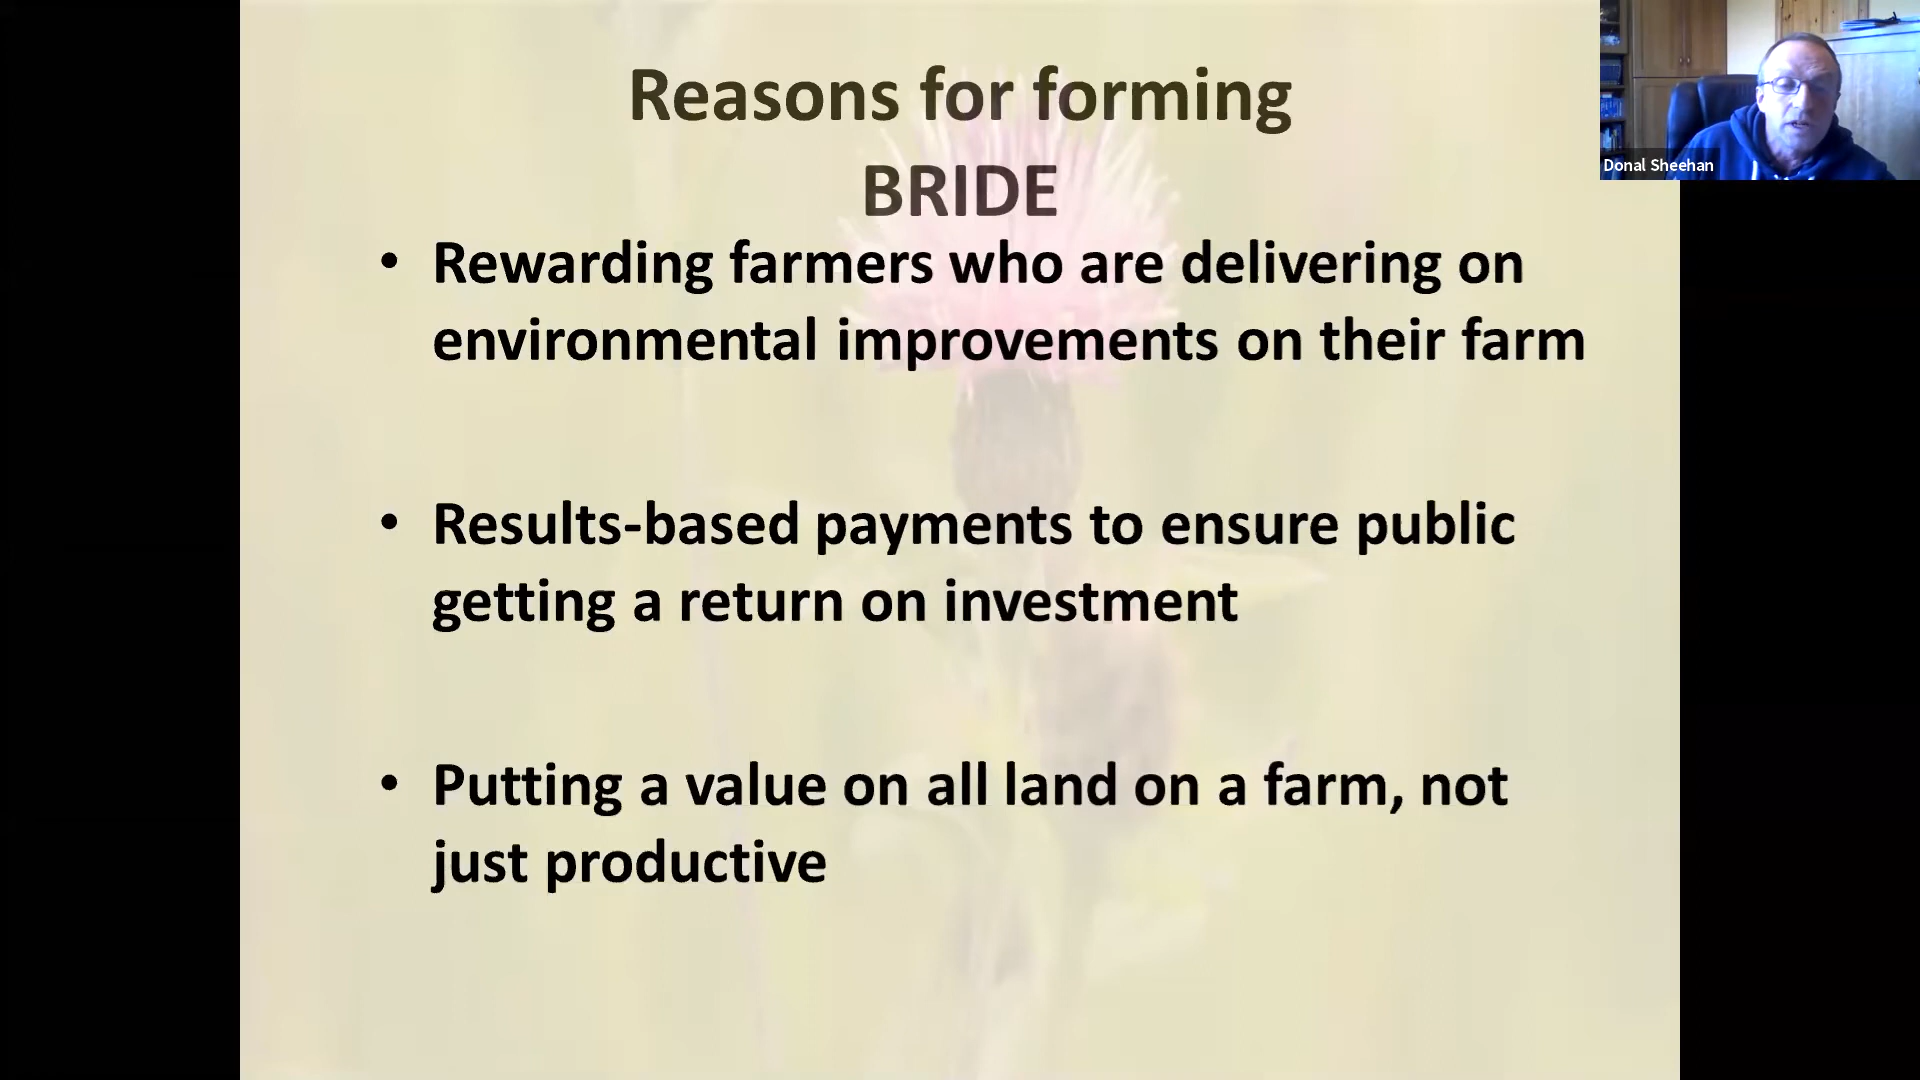 Reasons for forming
BRIDE
• Rewarding farmers who are delivering on
environmental improvements on their farm
• Results-based payments to ensure public
getting a return on investment
• Putting a value on all land on a farm, not
just productive
Donal Sheehan